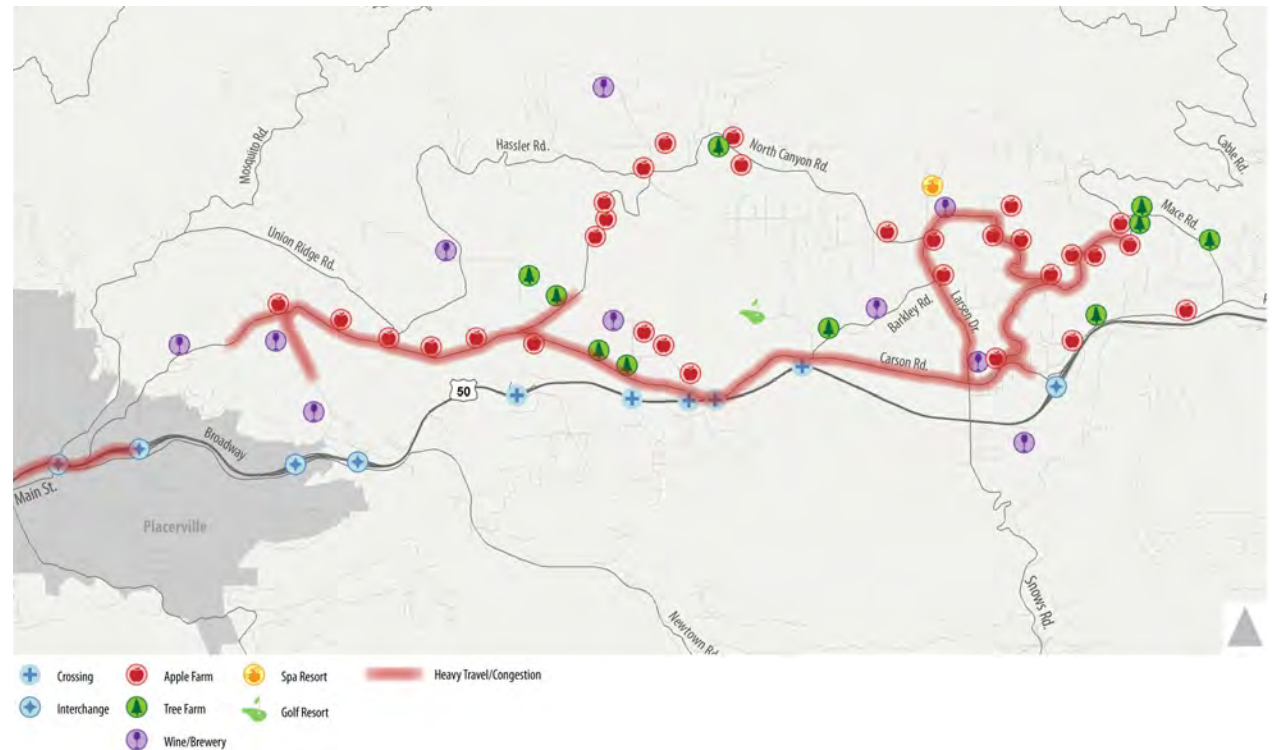 Mosquito Rd.
Hassler Rd.
North Canyon Rd.
Cable Rd.
Mace Rd.
Union Ridge Rd.
Barkley Rd.
Larsen Dr.
Carson Rd.
50
Broadway
Main St.
Placerville
Snows Rd.
Newtown Rd.
Crossing
Apple Farm
Spa Resort
Heavy Travel/Congestion
Interchange
Tree Farm
Golf Resort
Wine/Brewery